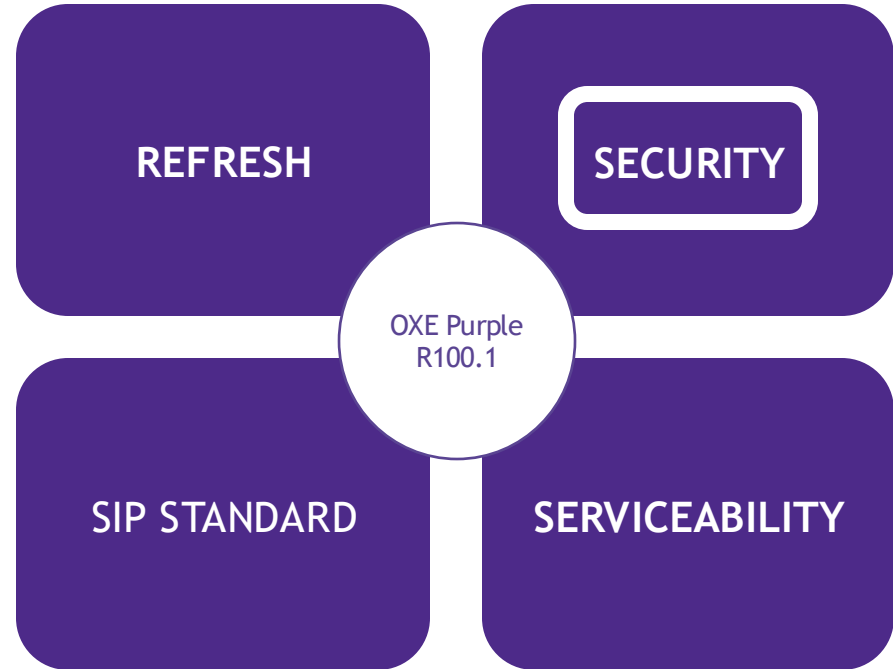 REFRESH
SECURITY
OXE Purple
R100.1
SIP STANDARD
SERVICEABILITY